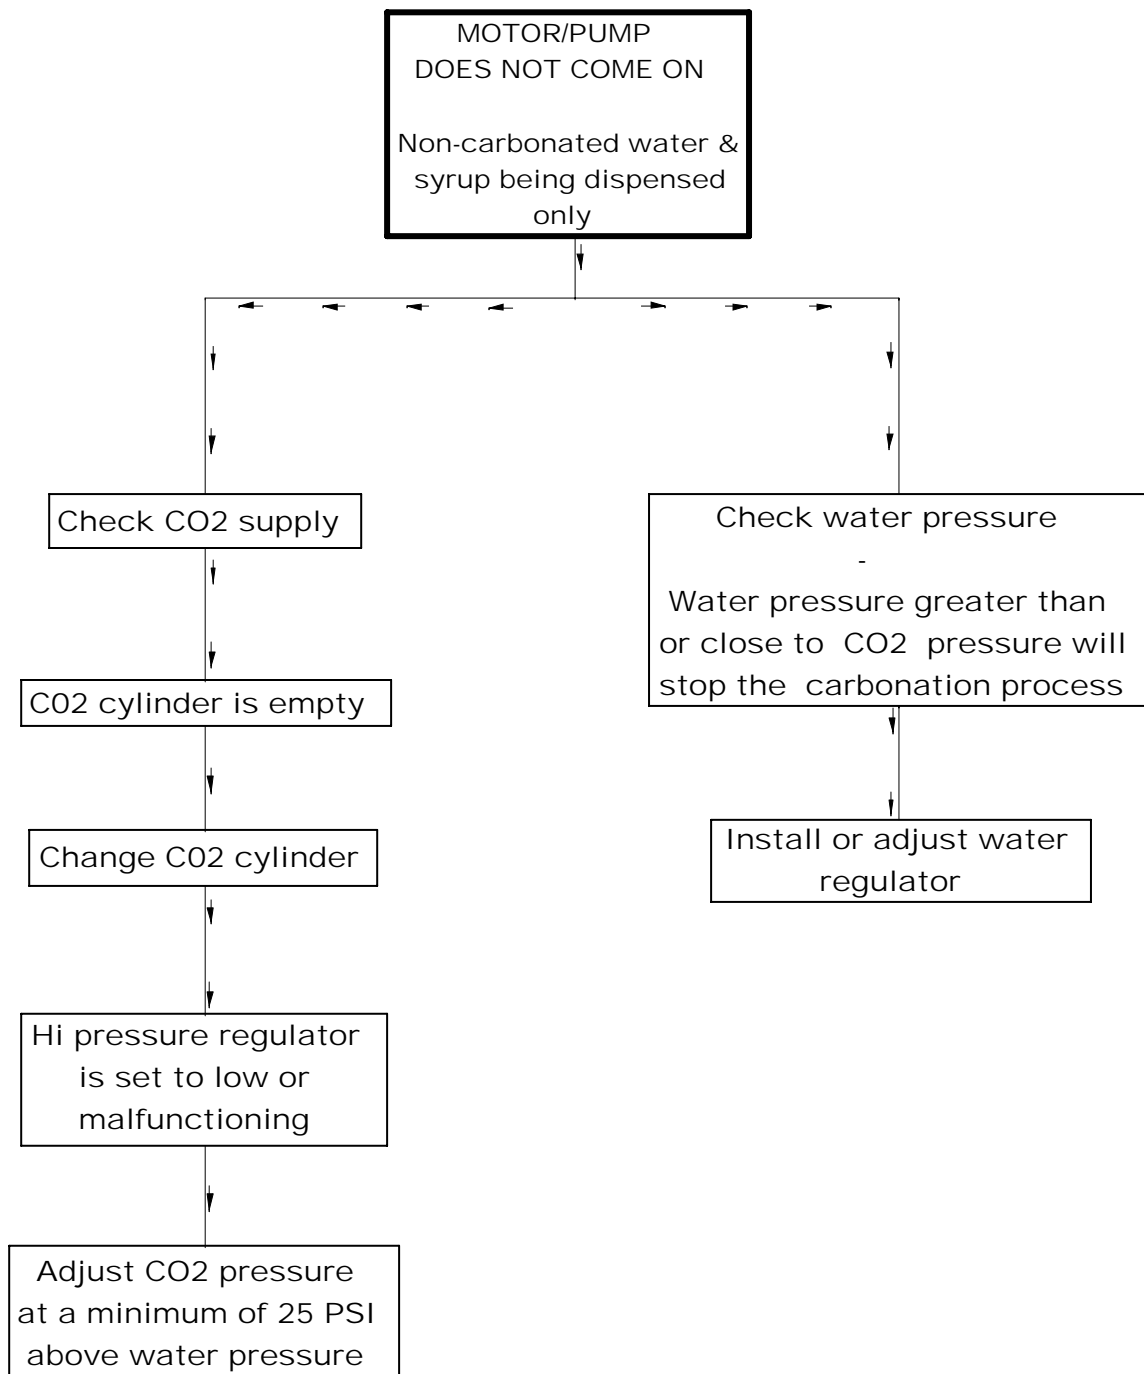 MOTOR/PUMP
DOES NOT COME ON
Non-carbonated water &
syrup being dispensed
only
Check CO2 supply
C02 cylinder is empty
Change C02 cylinder
Hi pressure regulator
is set to low or
malfunctioning
Adjust CO2 pressure
at a minimum of 25 PSI
above water pressure
Check water pressure
-
Water pressure greater than
or close to CO2 pressure will
stop the carbonation process
Install or adjust water
regulator